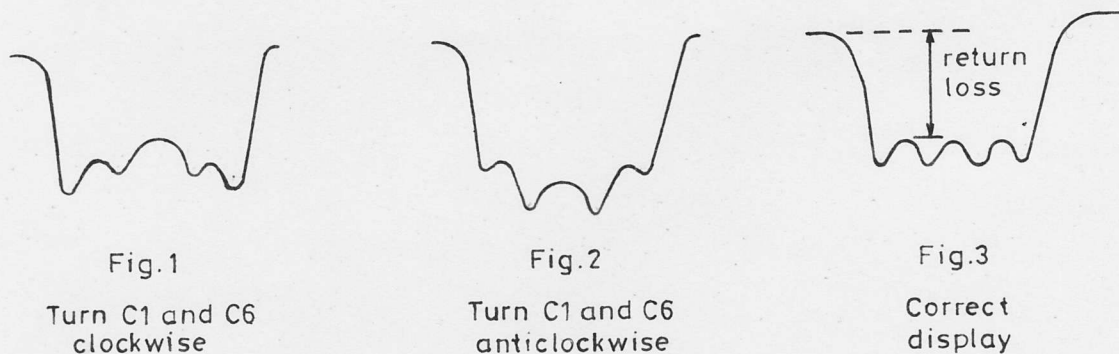 return
loss
Fig.1
Turn C1 and C6
clockwise
Fig.2
Turn C1 and C6
anticlockwise
Fig.3
Correct
display